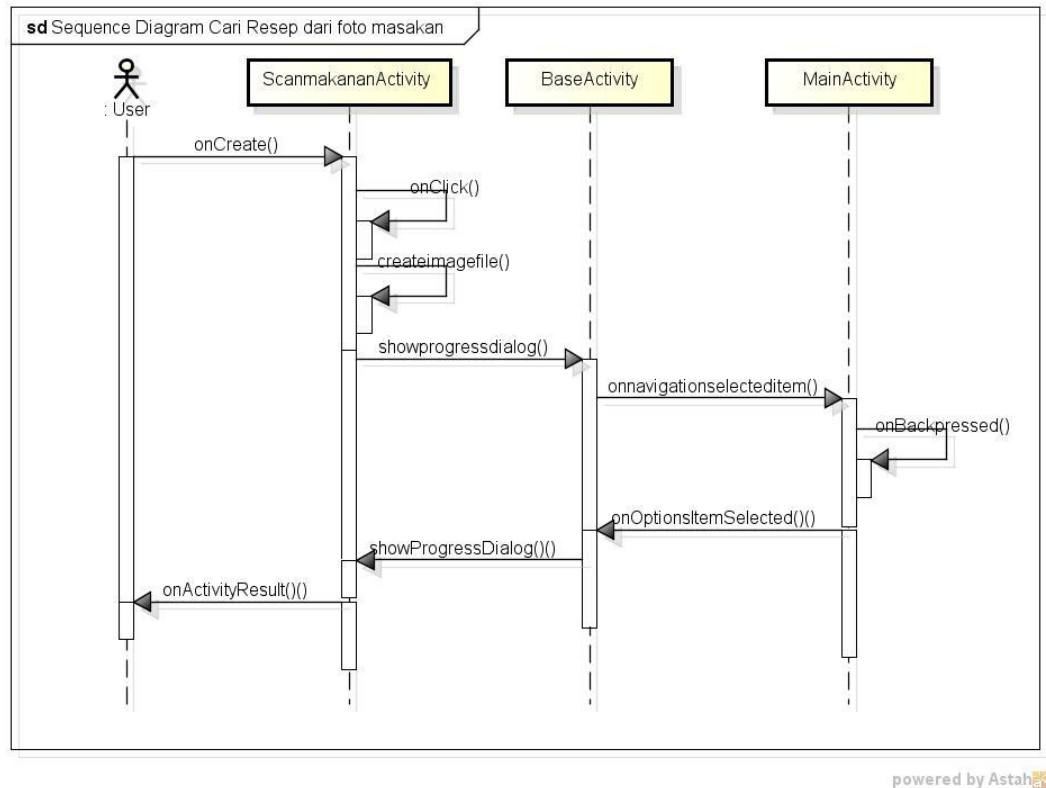 sd Sequence Diagram Cari Resep dari foto masakan
: User
ScanmakananActivity
BaseActivity
MainActivity
onCreate()
onClick()
createimagefile()
showprogressdialog()
onnavigationselecteditem()
onBackpressed()
onOptionsItemSelected()()
showProgressDialog()()
onActivityResult()()
powered by Astah